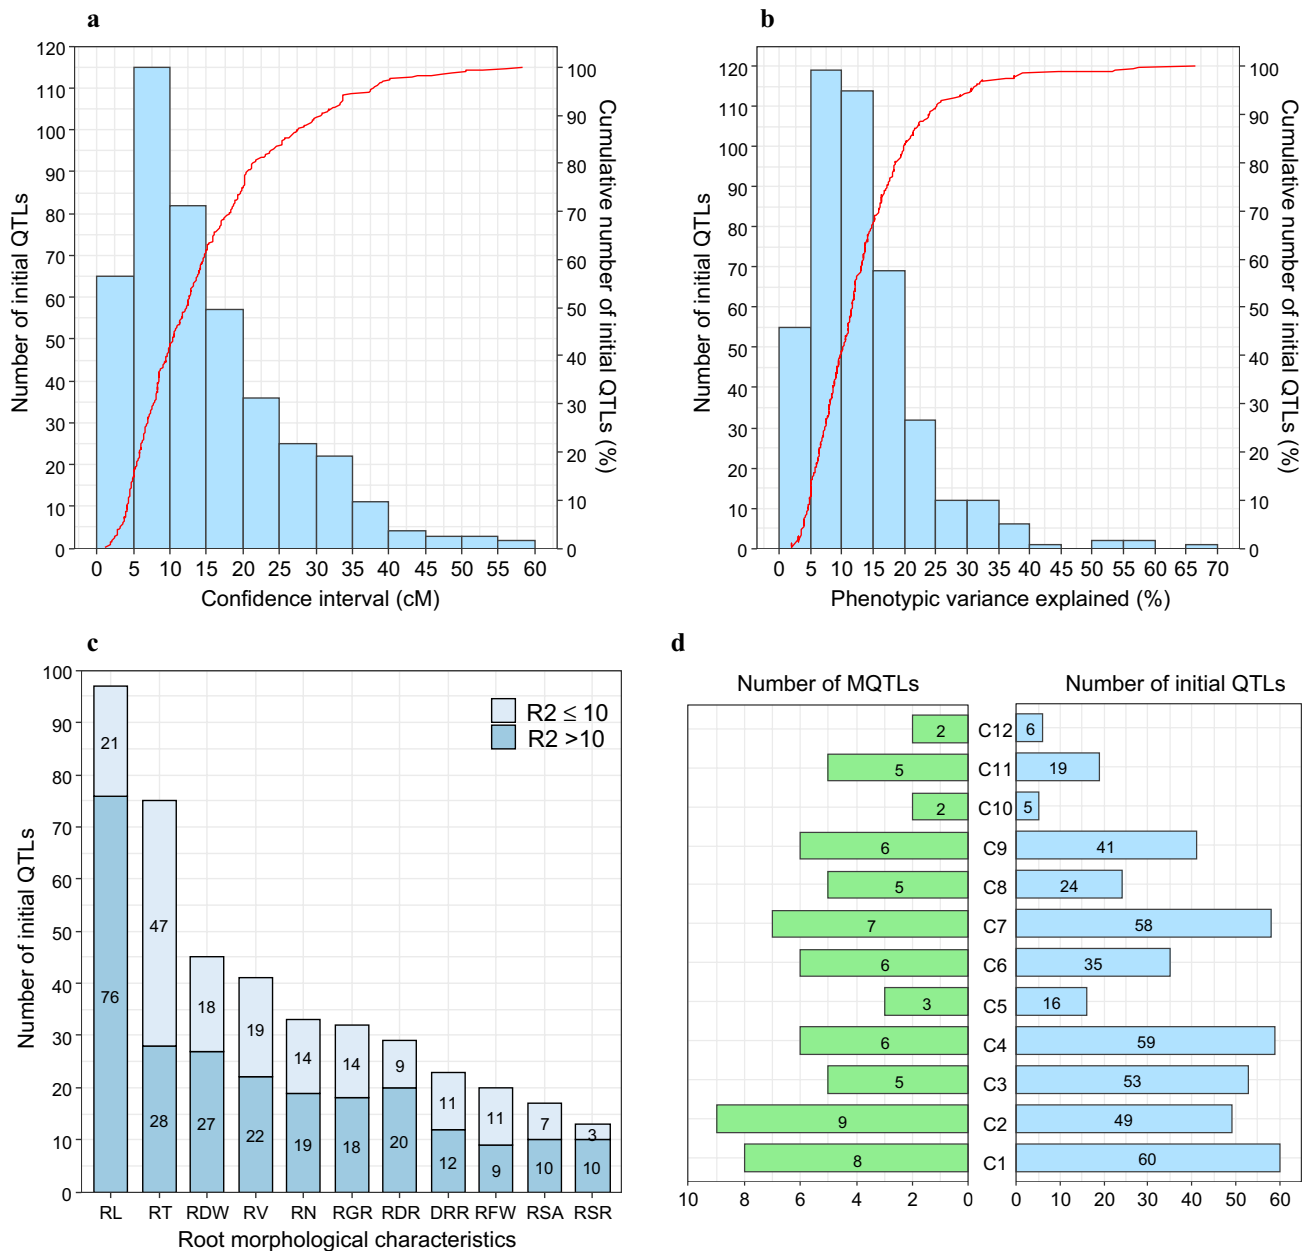 a
Number of initial QTLs
120
110
100
90
80
70
60
50
40
30
20
10
0
0 5 10 15 20 25 30 35 40 45 50 55 60
Confidence interval (cM)
100
90
80
70
60
50
40
30
20
10
0
Cumulative number of initial QTLs (%)
b
Number of initial QTLs
120
110
100
90
80
70
60
50
40
30
20
10
0
0 5 10 15 20 25 30 35 40 45 50 55 60 65 70
Phenotypic variance explained (%)
100
90
80
70
60
50
40
30
20
10
0
Cumulative number of initial QTLs (%)
c
Number of initial QTLs
100
90
80
70
60
50
40
30
20
10
0
R2 ≤ 10
R2 >10
21
76
47
28
18
27
19
22
14
19
14
18
9
20
11
12
11
9
7
10
3
10
RL RT RDW RV RN RGR RDR DRR RFW RSA RSR
Root morphological characteristics
d
Number of MQTLs Number of initial QTLs
2 C12 6
5 C11 19
2 C10 5
6 C9 41
5 C8 24
7 C7 58
6 C6 35
3 C5 16
6 C4 59
5 C3 53
9 C2 49
8 C1 60
10 8 6 4 2 0 0 10 20 30 40 50 60